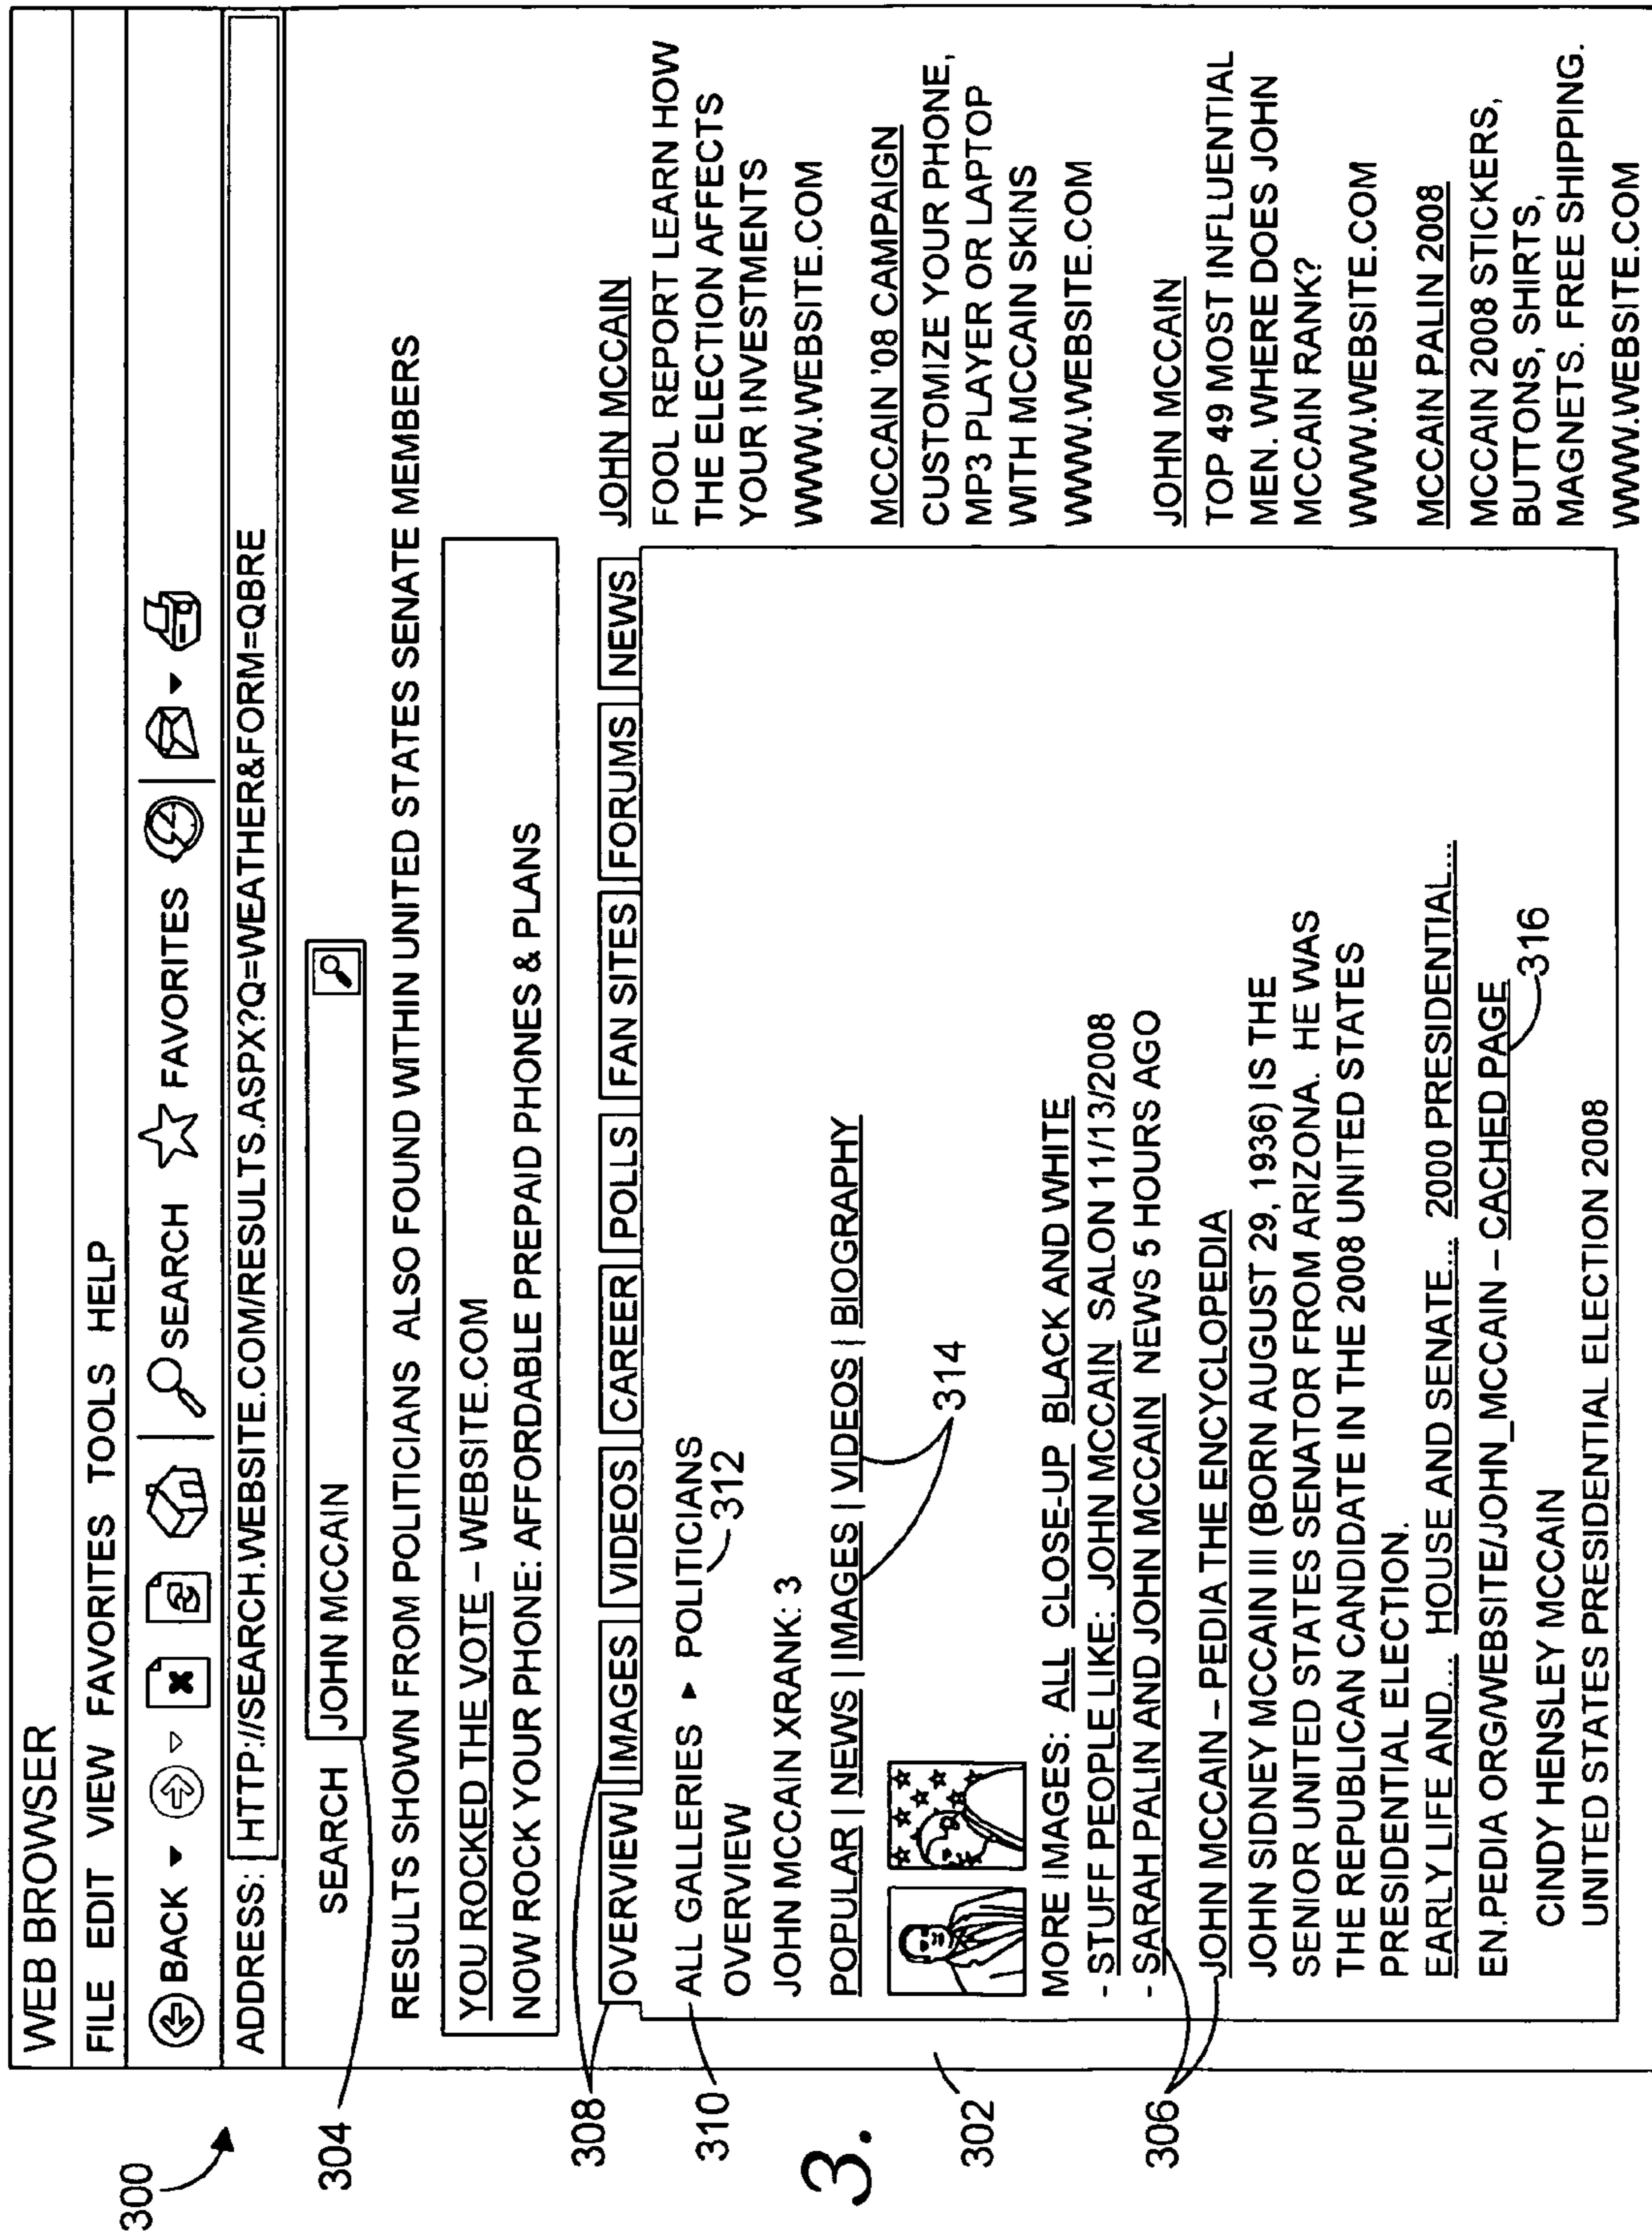 300
WEB BROWSER
FILE EDIT VIEW FAVORITES TOOLS HELP
BACK SEARCH FAVORITES
ADDRESS: HTTP://SEARCH.WEBSITE.COM/RESULTS.ASPX?Q=WEATHER&FORM=QBRE
304
SEARCH JOHN MCCAIN
RESULTS SHOWN FROM POLITICIANS ALSO FOUND WITHIN UNITED STATES SENATE MEMBERS
YOU ROCKED THE VOTE – WEBSITE.COM
NOW ROCK YOUR PHONE: AFFORDABLE PREPAID PHONES & PLANS
308
OVERVIEW IMAGES VIDEOS CAREER POLLS FAN SITES FORUMS NEWS
310
ALL GALLERIES ► POLITICIANS
312
OVERVIEW
JOHN MCCAIN XRANK: 3
POPULAR | NEWS | IMAGES | VIDEOS | BIOGRAPHY
314
3.
302
MORE IMAGES: ALL CLOSE-UP BLACK AND WHITE
- STUFF PEOPLE LIKE: JOHN MCCAIN SALON 11/13/2008
- SARAH PALIN AND JOHN MCCAIN NEWS 5 HOURS AGO
306
JOHN MCCAIN – PEDIA THE ENCYCLOPEDIA
JOHN SIDNEY MCCAIN III (BORN AUGUST 29, 1936) IS THE
SENIOR UNITED STATES SENATOR FROM ARIZONA. HE WAS
THE REPUBLICAN CANDIDATE IN THE 2008 UNITED STATES
PRESIDENTIAL ELECTION.
EARLY LIFE AND... HOUSE AND SENATE... 2000 PRESIDENTIAL...
EN.PEDIA ORG/WEBSITE/JOHN_MCCAIN – CACHED PAGE
316
CINDY HENSLEY MCCAIN
UNITED STATES PRESIDENTIAL ELECTION 2008
JOHN MCCAIN
FOOL REPORT LEARN HOW
THE ELECTION AFFECTS
YOUR INVESTMENTS
WWW.WEBSITE.COM
MCCAIN '08 CAMPAIGN
CUSTOMIZE YOUR PHONE,
MP3 PLAYER OR LAPTOP
WITH MCCAIN SKINS
WWW.WEBSITE.COM
JOHN MCCAIN
TOP 49 MOST INFLUENTIAL
MEN. WHERE DOES JOHN
MCCAIN RANK?
WWW.WEBSITE.COM
MCCAIN PALIN 2008
MCCAIN 2008 STICKERS,
BUTTONS, SHIRTS,
MAGNETS. FREE SHIPPING.
WWW.WEBSITE.COM